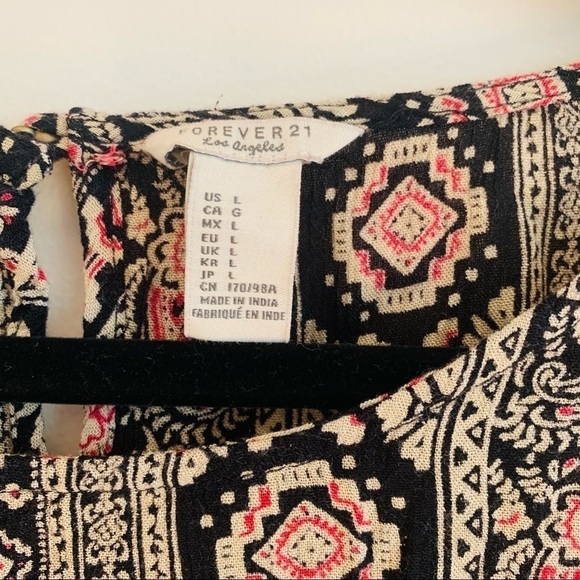 FOREVER 21
Los Angeles
US L
CA G
MX L
EU L
UK L
KR L
JP L
CN 170/98A
MADE IN INDIA
FABRIQUÉ EN INDE